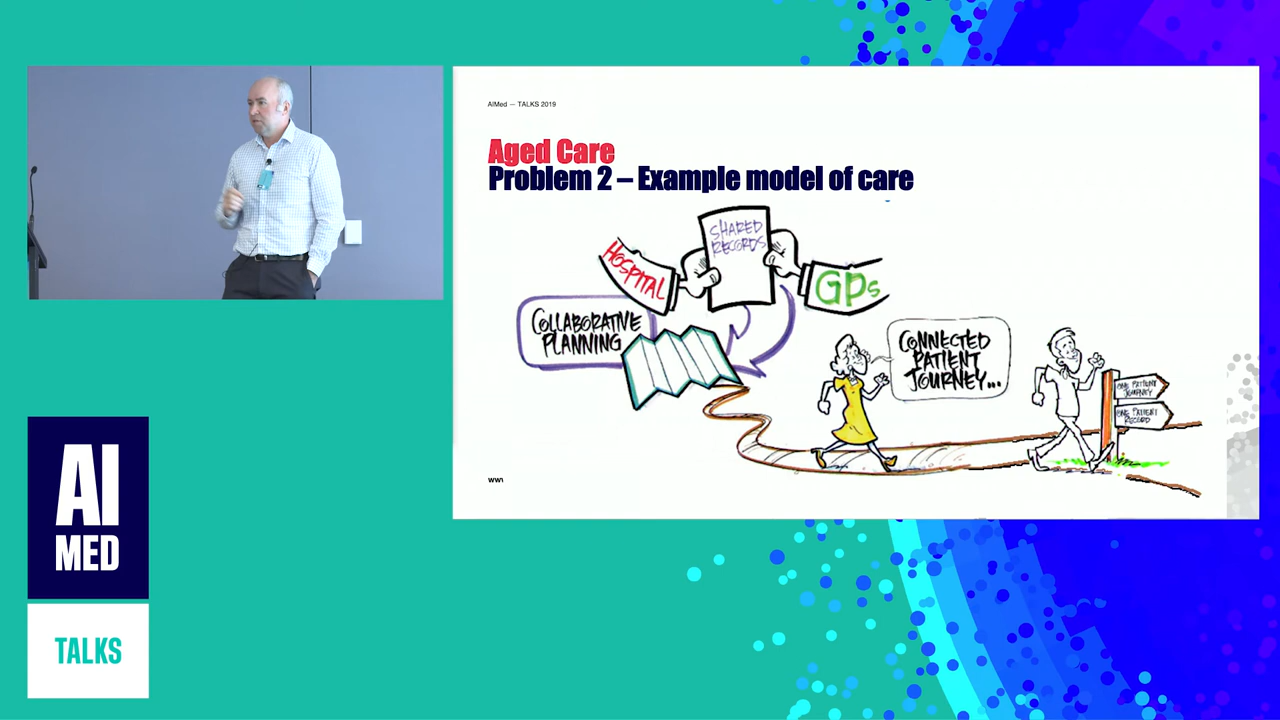 AIMed — TALKS 2019
Aged Care
Problem 2 – Example model of care
SHARED
RECORDS
HOSPITAL
GPs
COLLABORATIVE
PLANNING
CONNECTED
PATIENT
JOURNEY...
ONE PATIENT
JOURNEY
ONE PATIENT
RECORD
AI
MED
TALKS